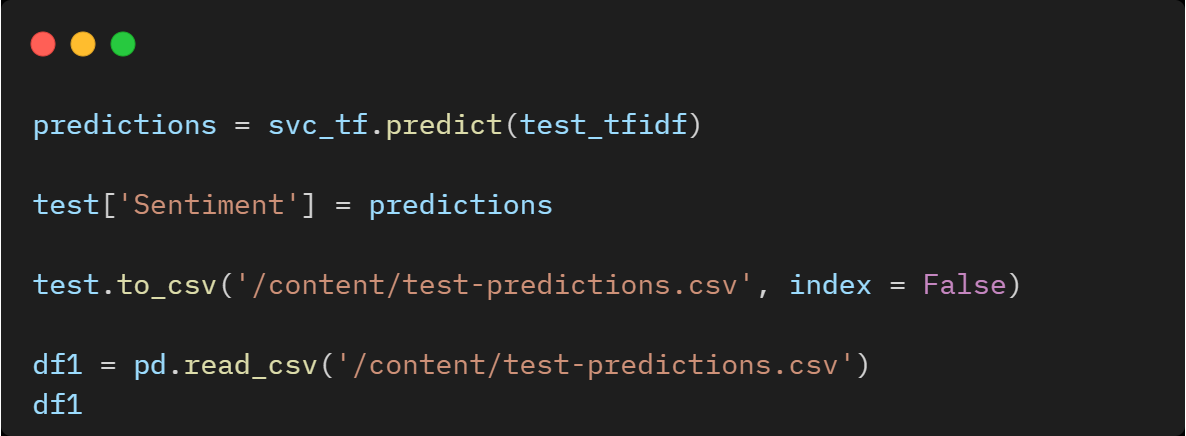 predictions = svc_tf.predict(test_tfidf)
test['Sentiment'] = predictions
test.to_csv('/content/test-predictions.csv', index = False)
df1 = pd.read_csv('/content/test-predictions.csv')
df1